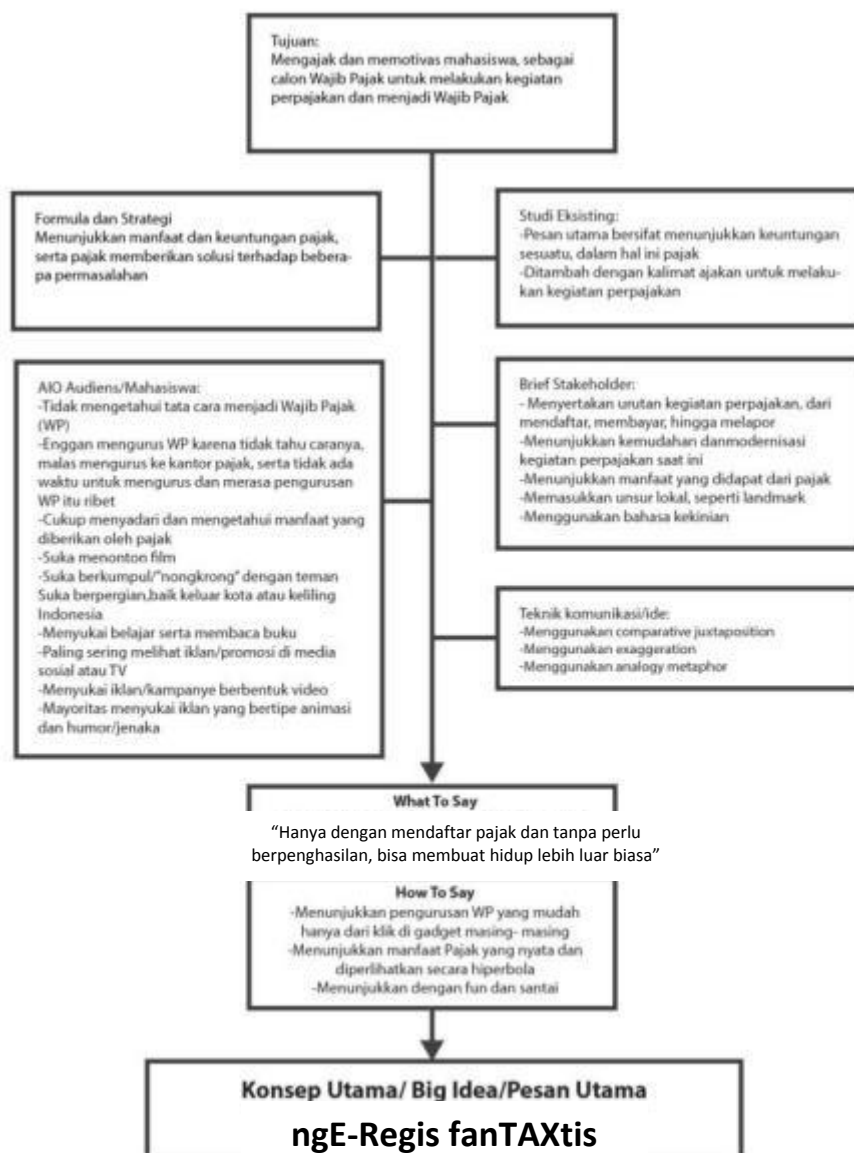 Tujuan:
Mengajak dan memotivas mahasiswa, sebagai
calon Wajib Pajak untuk melakukan kegiatan
perpajakan dan menjadi Wajib Pajak
Formula dan Strategi
Menunjukkan manfaat dan keuntungan pajak,
serta pajak memberikan solusi terhadap bebera-
pa permasalahan
Studi Eksisting:
-Pesan utama bersifat menunjukkan keuntungan
sesuatu, dalam hal ini pajak
-Ditambah dengan kalimat ajakan untuk melaku-
kan kegiatan perpajakan
AIO Audiens/Mahasiswa:
-Tidak mengetahui tata cara menjadi Wajib Pajak
(WP)
-Enggan mengurus WP karena tidak tahu caranya,
malas mengurus ke kantor pajak, serta tidak ada
waktu untuk mengurus dan merasa pengurusan
WP itu ribet
-Cukup menyadari dan mengetahui manfaat yang
diberikan oleh pajak
-Suka menonton film
-Suka berkumpul/"nongkrong" dengan teman
Suka berpergian,baik keluar kota atau keliling
Indonesia
-Menyukai belajar serta membaca buku
-Paling sering melihat iklan/promosi di media
sosial atau TV
-Menyukai iklan/kampanye berbentuk video
-Mayoritas menyukai iklan yang bertipe animasi
dan humor/jenaka
Brief Stakeholder:
- Menyertakan urutan kegiatan perpajakan, dari
mendaftar, membayar, hingga melapor
-Menunjukkan kemudahan danmodernisasi
kegiatan perpajakan saat ini
-Menunjukkan manfaat yang didapat dari pajak
-Memasukkan unsur lokal, seperti landmark
-Menggunakan bahasa kekinian
Teknik komunikasi/ide:
-Menggunakan comparative juxtaposition
-Menggunakan exaggeration
-Menggunakan analogy metaphor
What To Say
“Hanya dengan mendaftar pajak dan tanpa perlu
berpenghasilan, bisa membuat hidup lebih luar biasa”
How To Say
-Menunjukkan pengurusan WP yang mudah
hanya dari klik di gadget masing- masing
-Menunjukkan manfaat Pajak yang nyata dan
diperlihatkan secara hiperbola
-Menunjukkan dengan fun dan santai
Konsep Utama/ Big Idea/Pesan Utama
ngE-Regis fanTAXtis